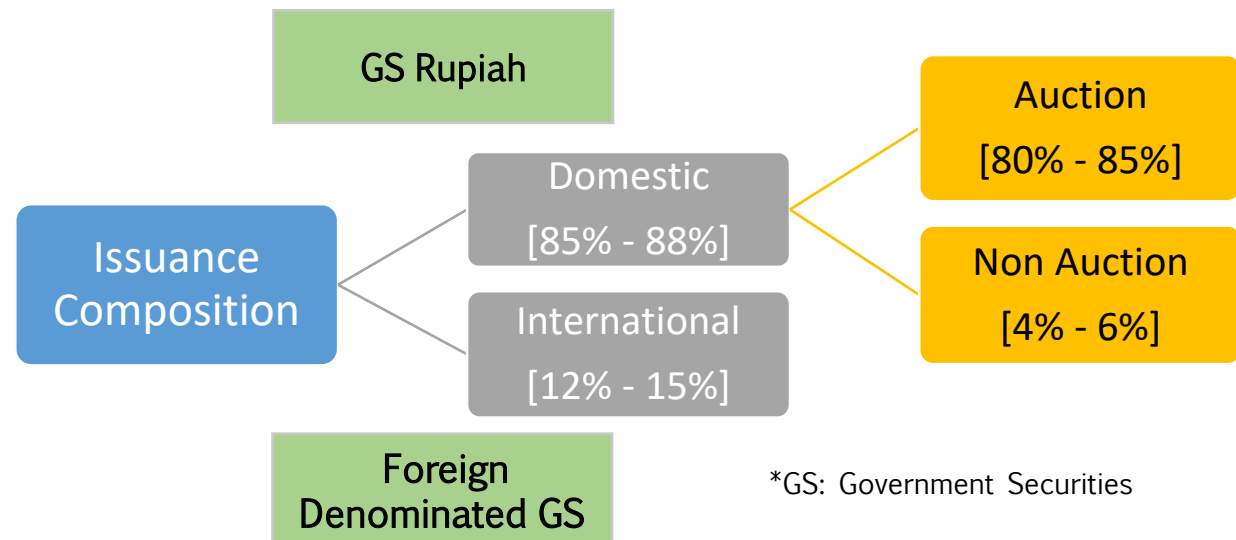 GS Rupiah
Issuance
Composition
Domestic
[85% - 88%]
International
[12% - 15%]
Auction
[80% - 85%]
Non Auction
[4% - 6%]
Foreign
Denominated GS
*GS: Government Securities